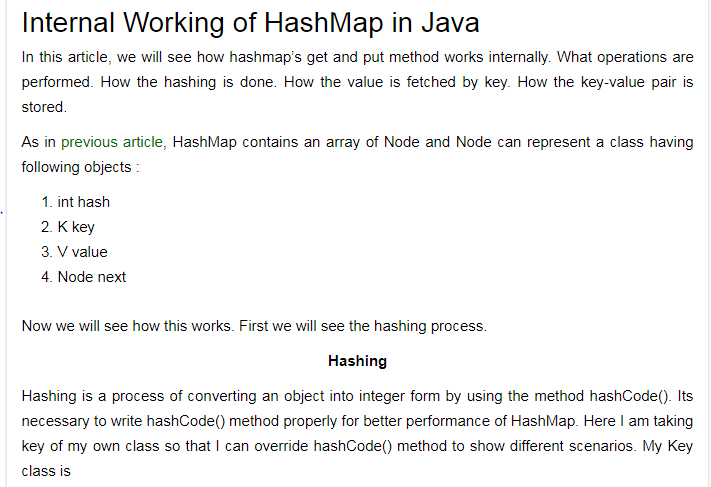 Internal Working of HashMap in Java
In this article, we will see how hashmap's get and put method works internally. What operations are
performed. How the hashing is done. How the value is fetched by key. How the key-value pair is
stored.
As in previous article, HashMap contains an array of Node and Node can represent a class having
following objects :
1. int hash
2. K key
3. V value
4. Node next
Now we will see how this works. First we will see the hashing process.
Hashing
Hashing is a process of converting an object into integer form by using the method hashCode(). Its
necessary to write hashCode() method properly for better performance of HashMap. Here I am taking
key of my own class so that I can override hashCode() method to show different scenarios. My Key
class is